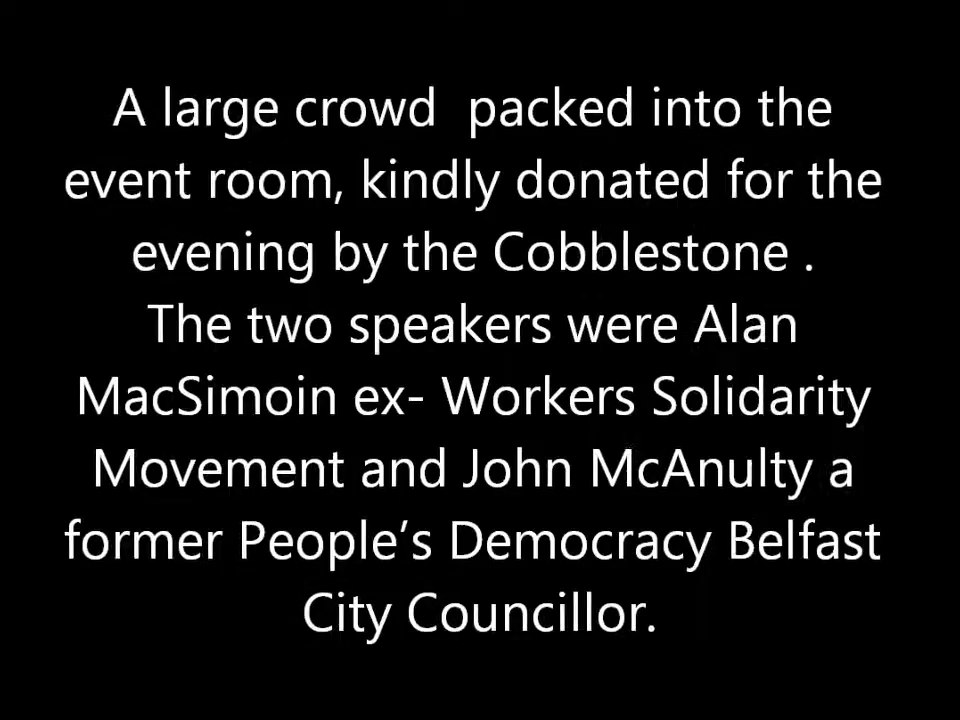 A large crowd  packed into the
event room, kindly donated for the
evening by the Cobblestone .
The two speakers were Alan
MacSimoin ex- Workers Solidarity
Movement and John McAnulty a
former People’s Democracy Belfast
City Councillor.